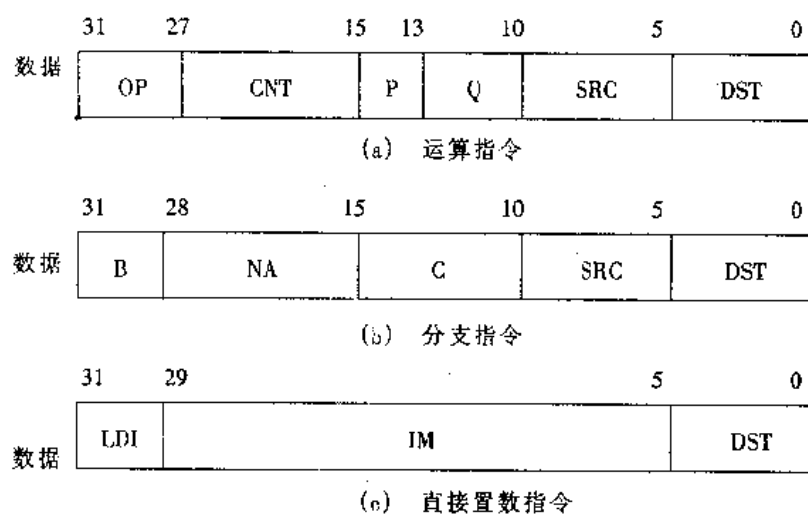 31 27 15 13 10 5 0
数据 OP CNT P Q SRC DST
(a) 运算指令
31 28 15 10 5 0
数据 B NA C SRC DST
(b) 分支指令
31 29 5 0
数据 LDI IM DST
(c) 直接置数指令